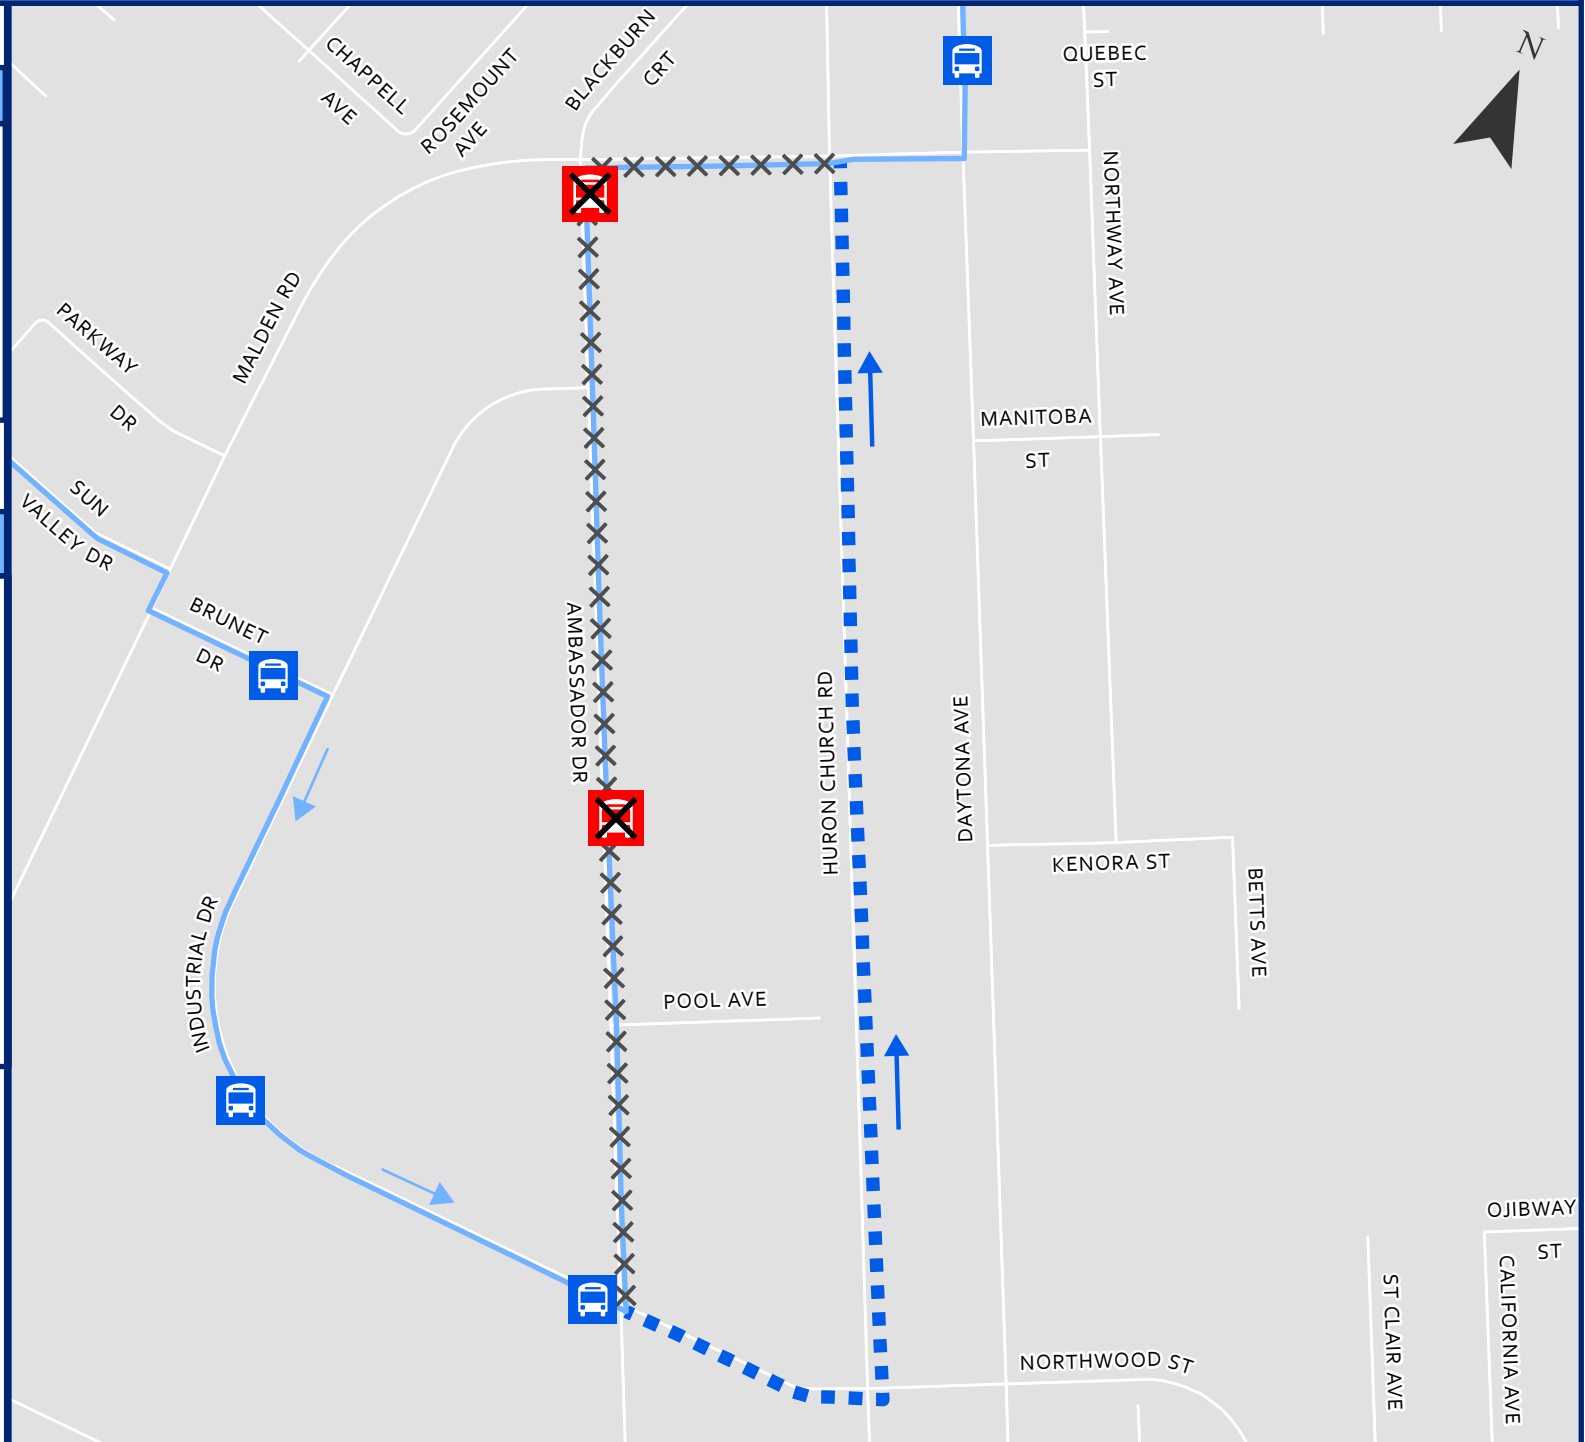 CHAPPELL
AVE
ROSEMOUNT
AVE
BLACKBURN
CRT
QUEBEC
ST
N
NORTHWAY AVE
MALDEN RD
PARKWAY
DR
SUN
VALLEY DR
BRUNET
DR
MANITOBA
ST
AMBASSADOR DR
HURON CHURCH RD
DAYTONA AVE
KENORA ST
BETTS AVE
INDUSTRIAL DR
POOL AVE
OJIBWAY
ST
ST CLAIR AVE
CALIFORNIA AVE
NORTHWOOD ST